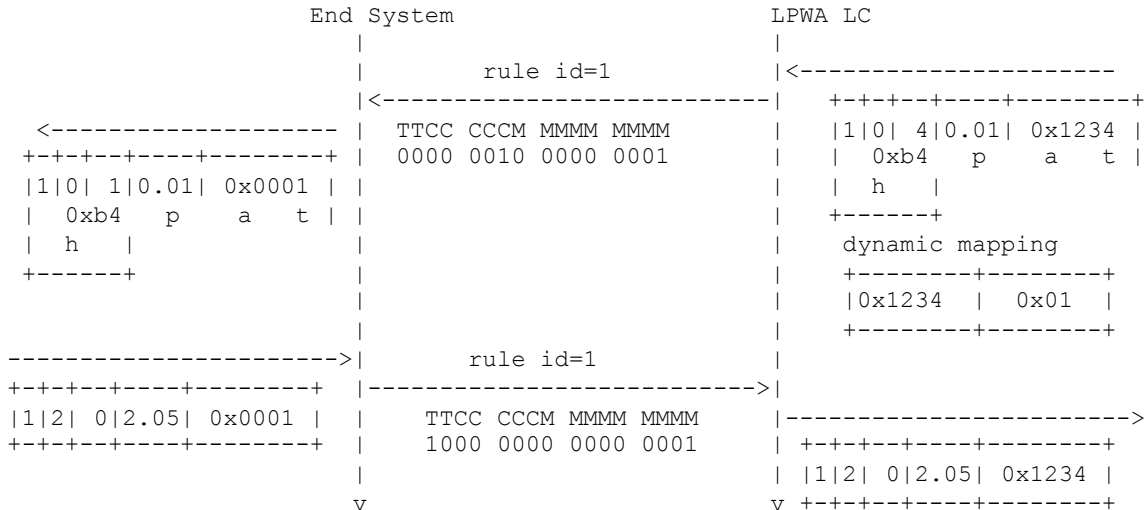 End System                      LPWA LC
                         |                            |
                         |        rule id=1           |<----------------------
                         |<---------------------------|   +-+-+--+----+--------+
  <--------------------  |  TTCC CCCM MMMM MMMM       |   |1|0| 4|0.01| 0x1234 |
 +-+-+--+----+--------+  |  0000 0010 0000 0001       |   |  0xb4   p    a   t |
 |1|0| 1|0.01| 0x0001 |  |                            |   |  h   |
 |  0xb4   p    a   t |  |                            |   +------+
 |  h   |                |                            |    dynamic mapping
 +------+                |                            |    +--------+--------+
                         |                            |    |0x1234  |  0x01  |
                         |                            |    +--------+--------+
----------------------->|       rule id=1            |
+-+-+--+----+--------+   |--------------------------->|
|1|2| 0|2.05| 0x0001 |   |    TTCC CCCM MMMM MMMM     |------------------------>
+-+-+--+----+--------+   |    1000 0000 0000 0001     | +-+-+--+----+--------+
                         |                            | |1|2| 0|2.05| 0x1234 |
                         v                            v +-+-+--+----+--------+